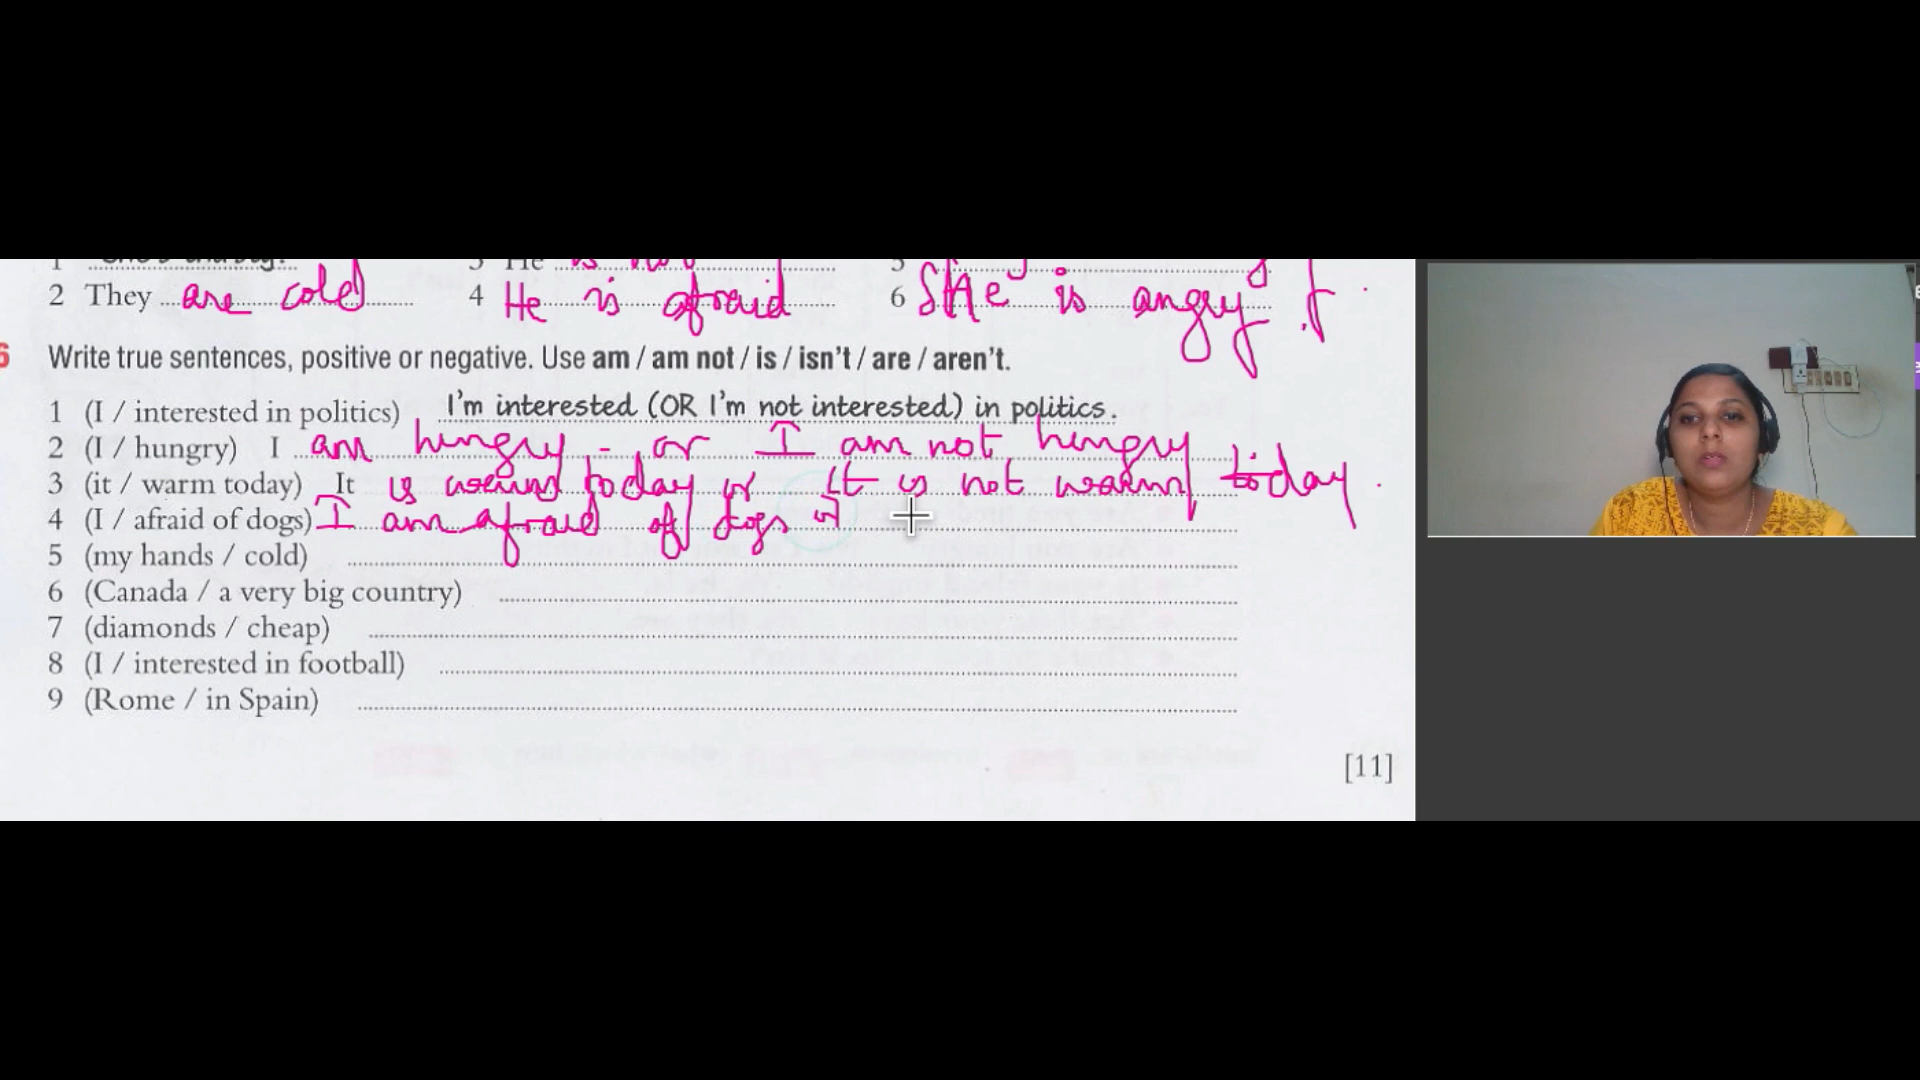 2 They are cold 4 He is afraid 6 She is angry
Write true sentences, positive or negative. Use am / am not / is / isn't / are / aren't.
1 (I / interested in politics) I'm interested (OR I'm not interested) in politics.
2 (I / hungry) I am hungry - or I am not hungry
3 (it / warm today) It is warm today or it is not warm today.
4 (I / afraid of dogs) I am afraid of dogs
5 (my hands / cold)
6 (Canada / a very big country)
7 (diamonds / cheap)
8 (I / interested in football)
9 (Rome / in Spain)
[11]